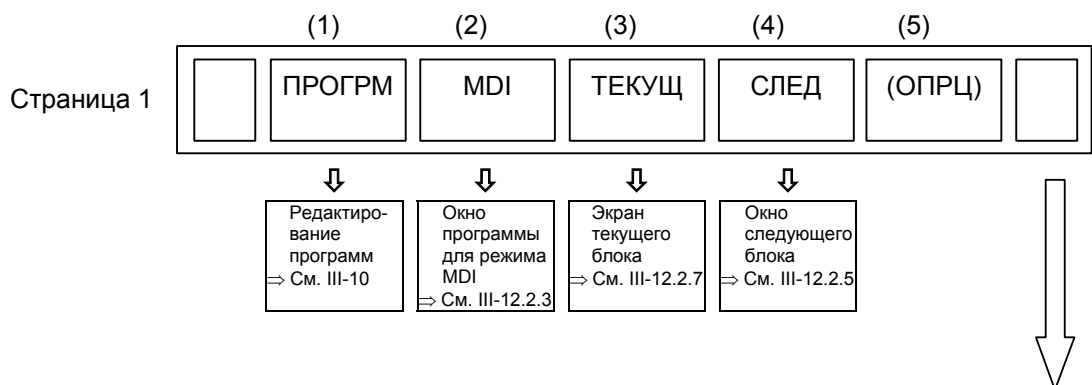 (1) (2) (3) (4) (5)
Страница 1 ПРОГРМ MDI ТЕКУЩ СЛЕД (ОПРЦ)
Редактиро-
вание
программ
⇒ См. III-10
Окно
программы
для режима
MDI
⇒ См. III-12.2.3
Экран
текущего
блока
⇒ См. III-12.2.7
Окно
следующего
блока
⇒ См. III-12.2.5